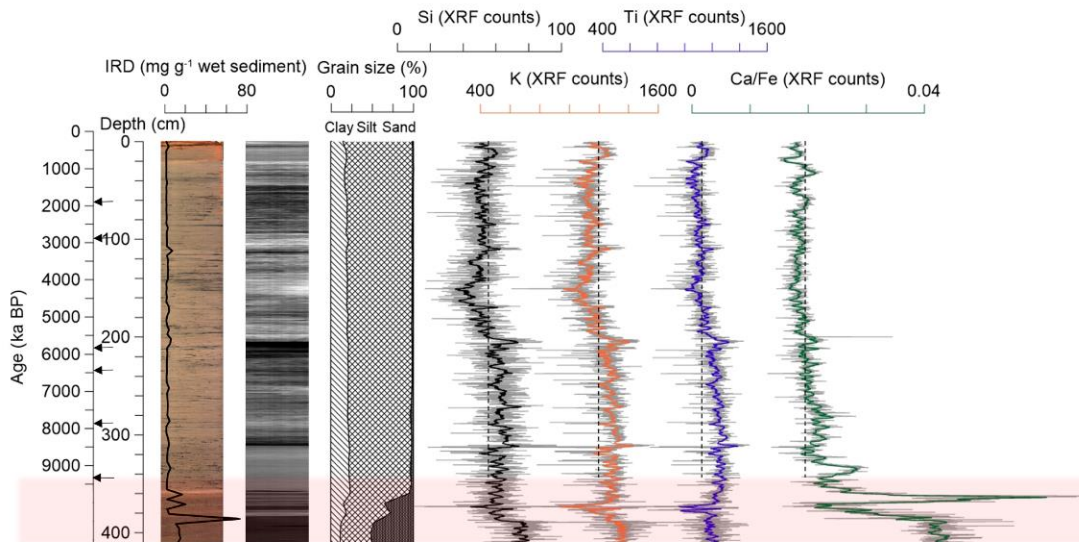 Si (XRF counts) Ti (XRF counts)
0 100 400 1600
IRD (mg g⁻¹ wet sediment) Grain size (%) K (XRF counts) Ca/Fe (XRF counts)
0 80 0 100 400 1600 0 0.04
Depth (cm) Clay Silt Sand
0
0
1000
2000
3000
100
4000
5000
200
6000
7000
8000
300
9000
400
Age (ka BP)